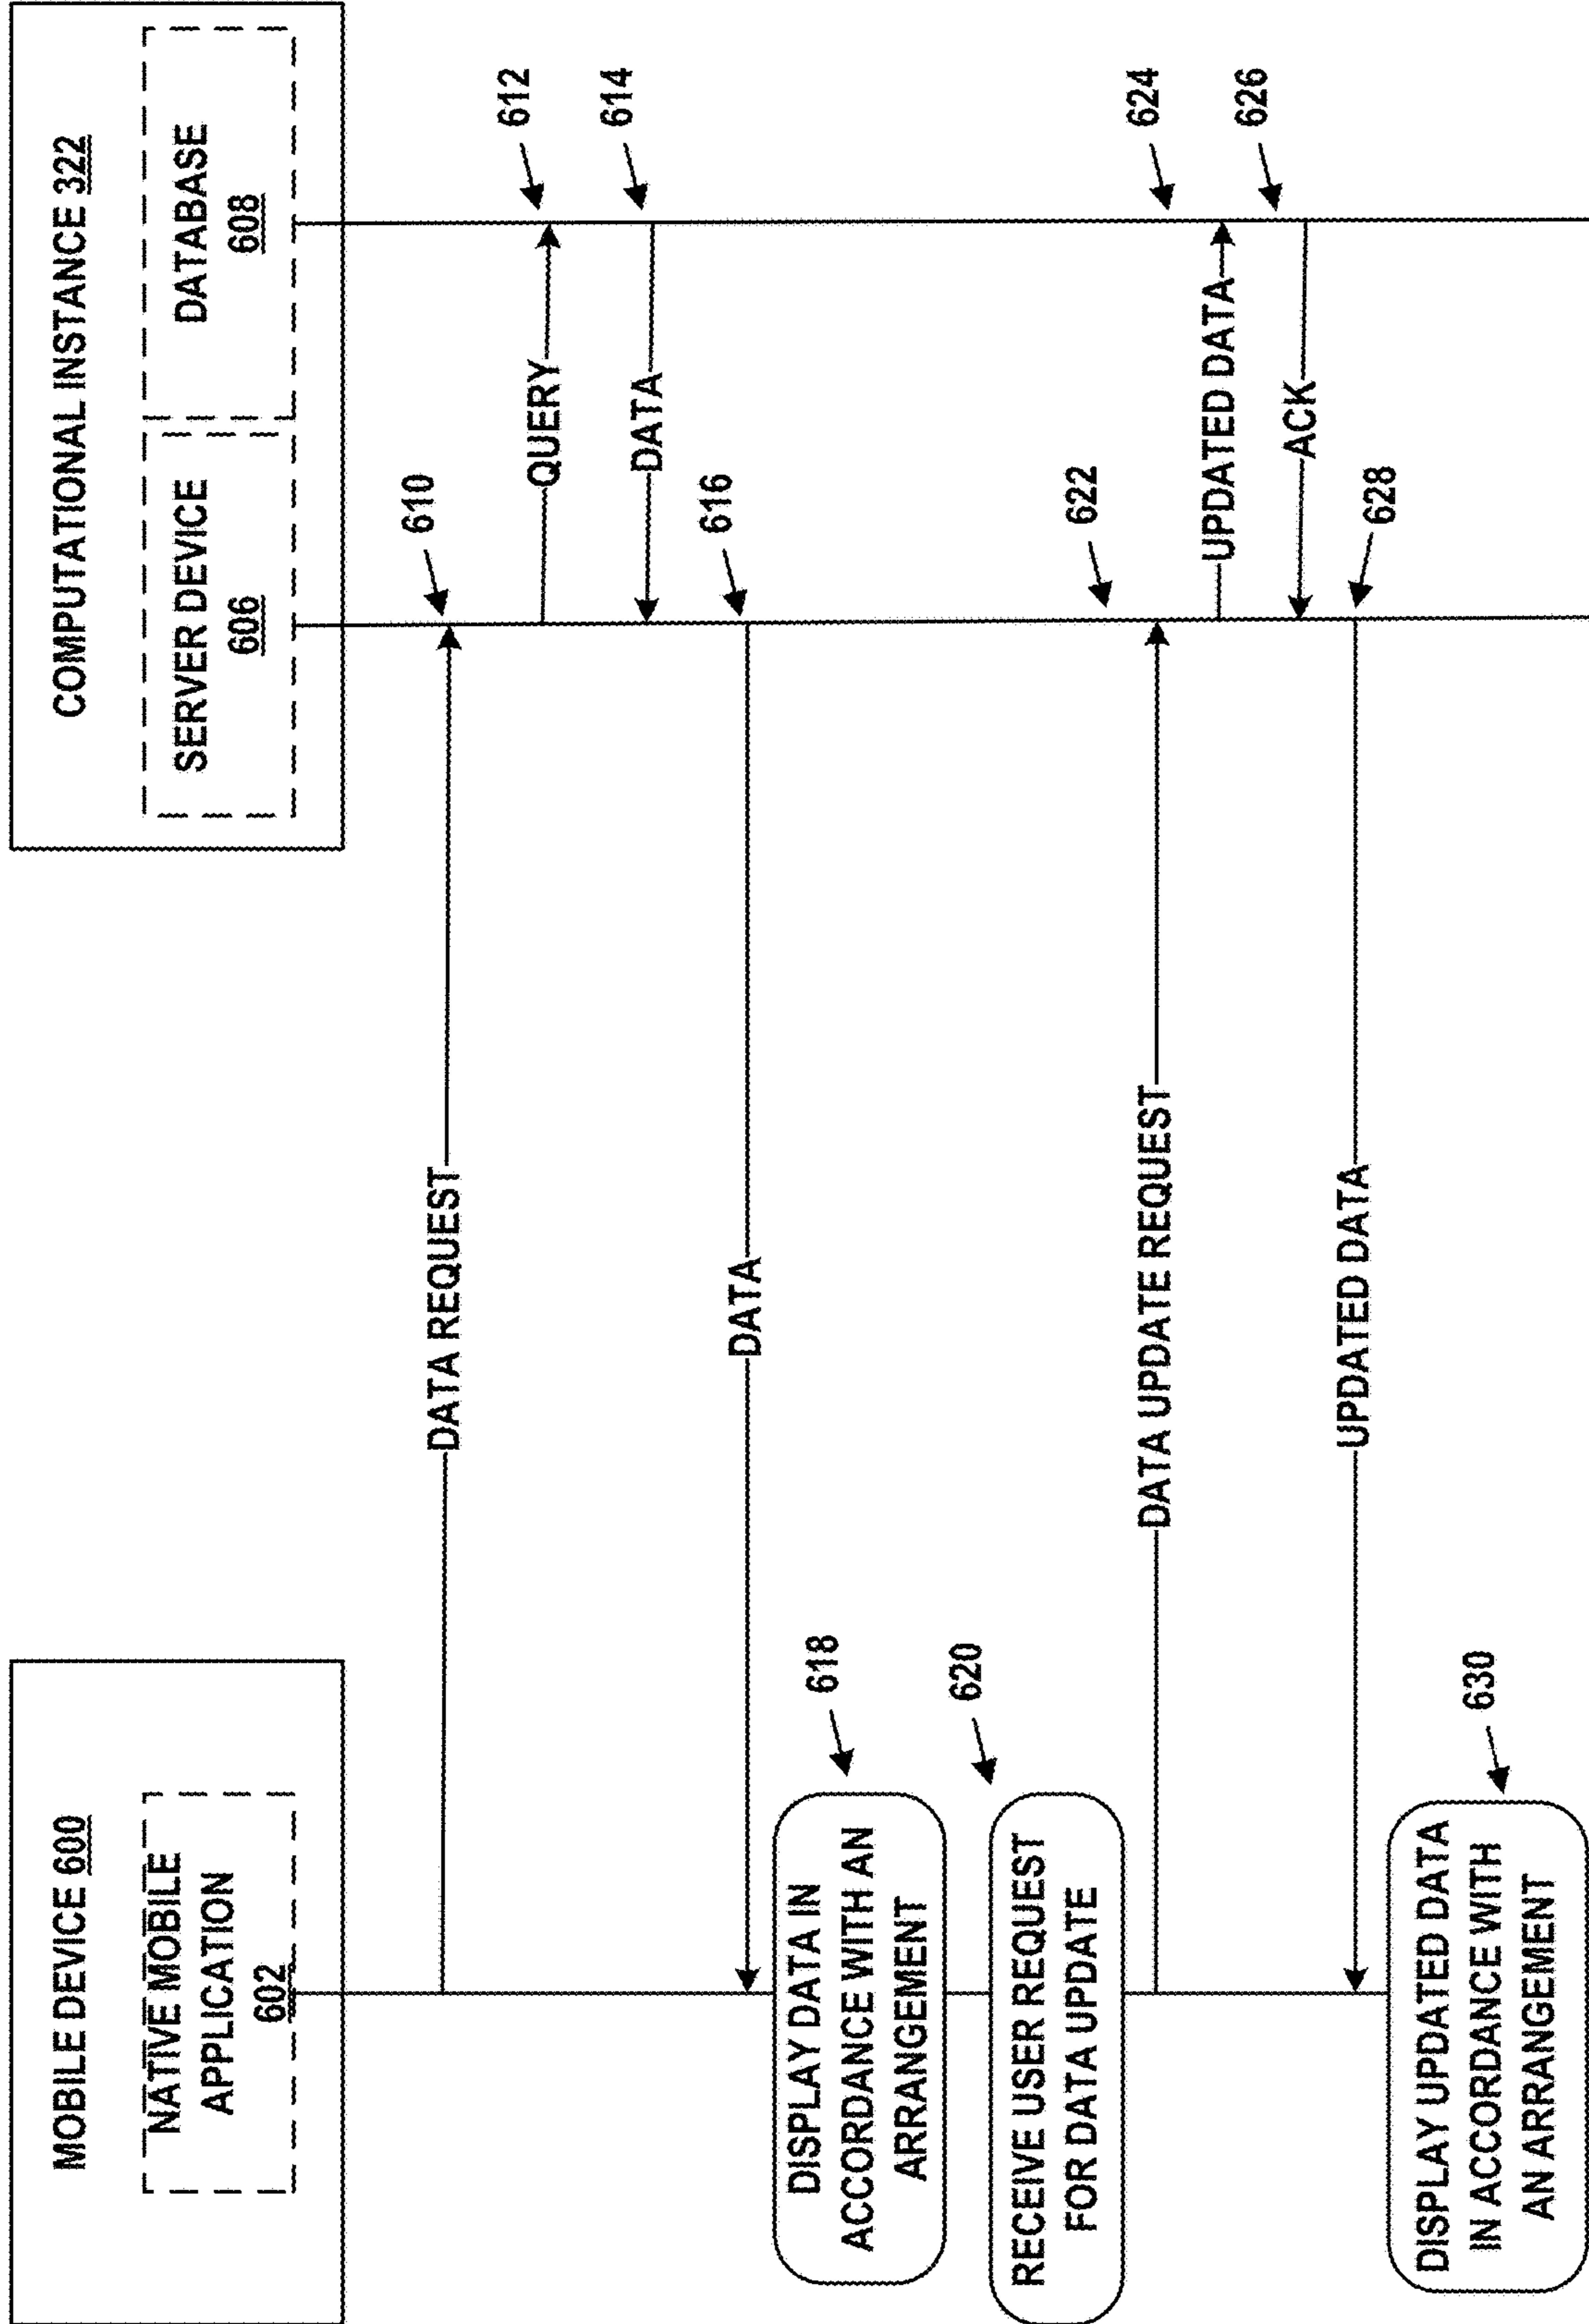 MOBILE DEVICE 600
NATIVE MOBILE
APPLICATION
602
COMPUTATIONAL INSTANCE 322
SERVER DEVICE
606
DATABASE
608
DATA REQUEST
610
QUERY
612
DATA
614
DATA
616
DISPLAY DATA IN
ACCORDANCE WITH AN
ARRANGEMENT
618
RECEIVE USER REQUEST
FOR DATA UPDATE
620
DATA UPDATE REQUEST
622
UPDATED DATA
624
ACK
626
UPDATED DATA
628
DISPLAY UPDATED DATA
IN ACCORDANCE WITH
AN ARRANGEMENT
630